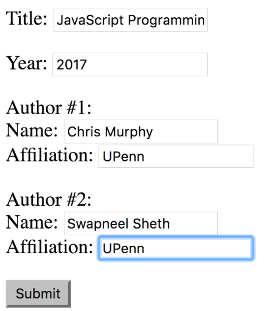 Title: JavaScript Programmin
Year: 2017
Author #1:
Name: Chris Murphy
Affiliation: UPenn
Author #2:
Name: Swapneel Sheth
Affiliation: UPenn
Submit